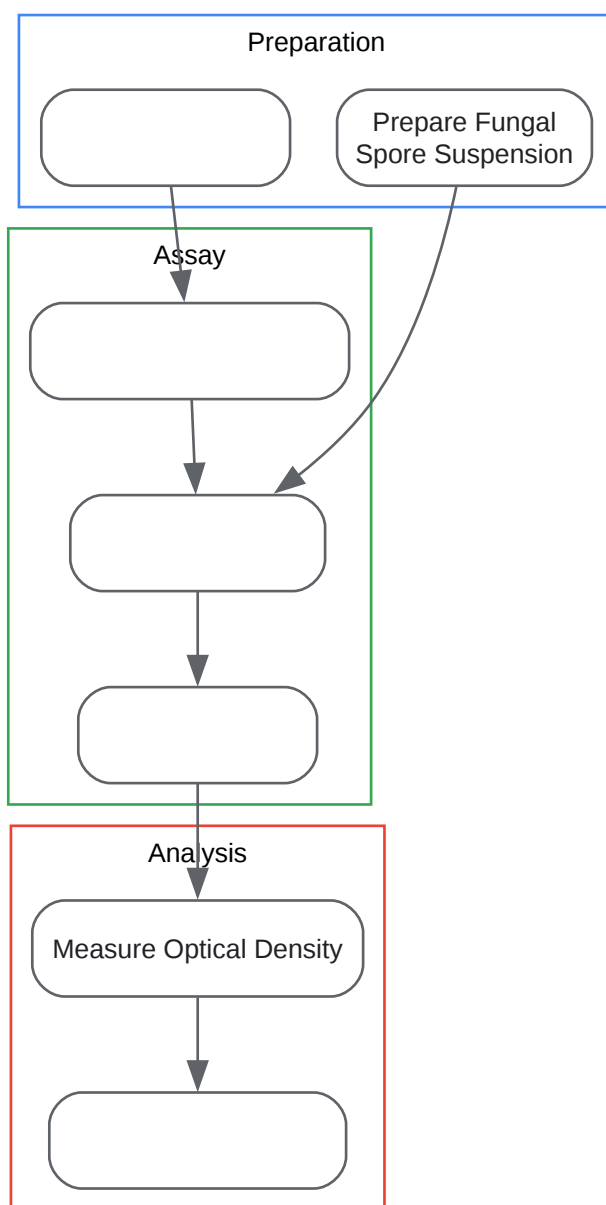 Preparation
Prepare Fungal
Spore Suspension
Assay
Analysis
Measure Optical Density